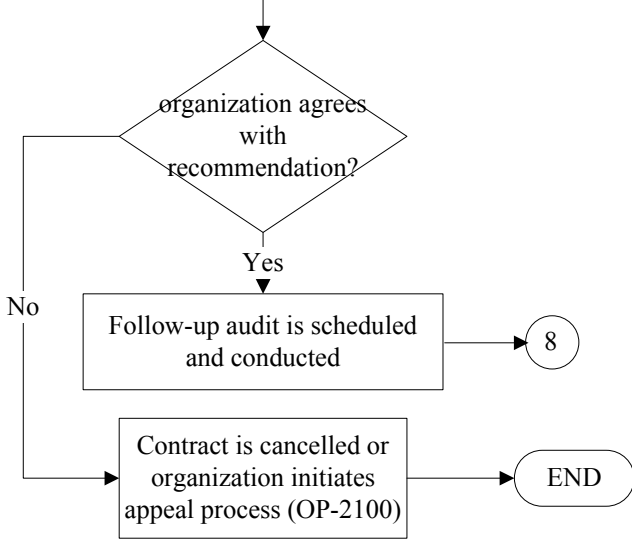 organization agrees
with
recommendation?
Yes
No
Follow-up audit is scheduled
and conducted
8
Contract is cancelled or
organization initiates
appeal process (OP-2100)
END